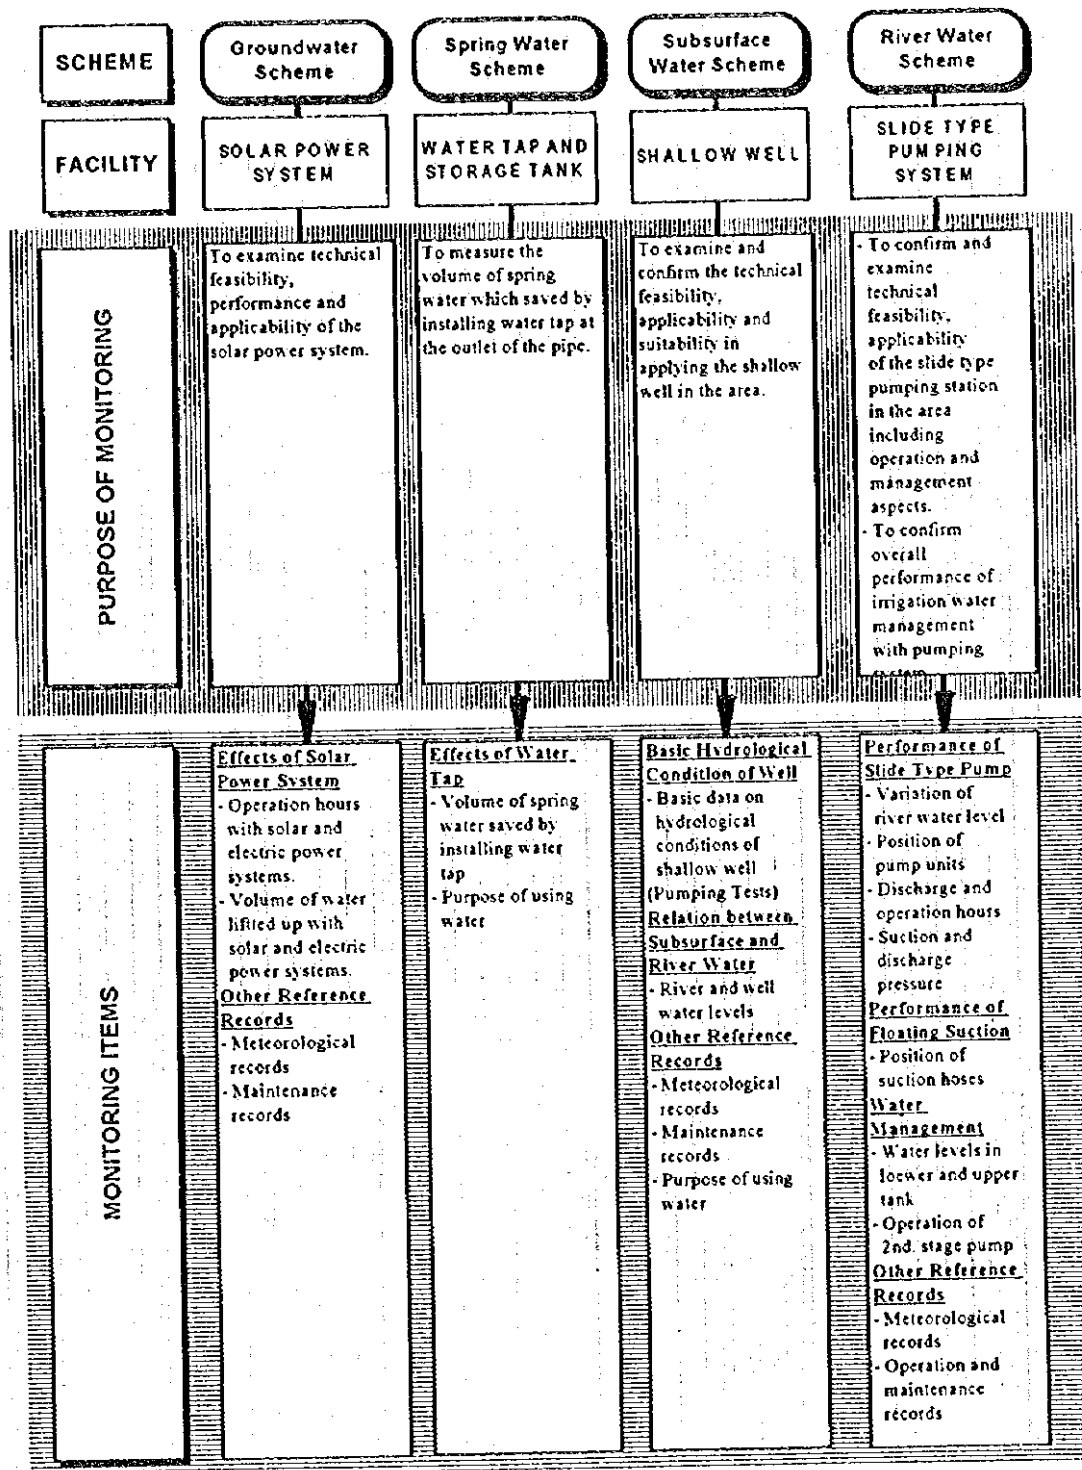 SCHEME
Groundwater
Scheme
Spring Water
Scheme
Subsurface
Water Scheme
River Water
Scheme
FACILITY
SOLAR POWER
SYSTEM
WATER TAP AND
STORAGE TANK
SHALLOW WELL
SLIDE TYPE
PUMPING
SYSTEM
PURPOSE OF MONITORING
To examine technical
feasibility,
performance and
applicability of the
solar power system.
To measure the
volume of spring
water which saved by
installing water tap at
the outlet of the pipe.
To examine and
confirm the technical
feasibility,
applicability and
suitability in
applying the shallow
well in the area.
- To confirm and
examine
technical
feasibility,
applicability
of the slide type
pumping station
in the area
including
operation and
management
aspects.
- To confirm
overall
performance of
irrigation water
management
with pumping
system
MONITORING ITEMS
Effects of Solar
Power System
- Operation hours
with solar and
electric power
systems.
- Volume of water
lifted up with
solar and electric
power systems.
Other Reference
Records
- Meteorological
records
- Maintenance
records
Effects of Water
Tap
- Volume of spring
water saved by
installing water
tap
- Purpose of using
water
Basic Hydrological
Condition of Well
- Basic data on
hydrological
conditions of
shallow well
(Pumping Tests)
Relation between
Subsurface and
River Water
- River and well
water levels
Other Reference
Records
- Meteorological
records
- Maintenance
records
- Purpose of using
water
Performance of
Slide Type Pump
- Variation of
river water level
- Position of
pump units
- Discharge and
operation hours
- Suction and
discharge
pressure
Performance of
Floating Suction
- Position of
suction hoses
Water
Management
- Water levels in
loewer and upper
tank
- Operation of
2nd. stage pump
Other Reference
Records
- Meteorological
records
- Operation and
maintenance
records